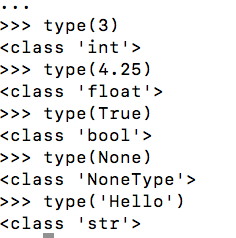 ...
>>> type(3)
<class 'int'>
>>> type(4.25)
<class 'float'>
>>> type(True)
<class 'bool'>
>>> type(None)
<class 'NoneType'>
>>> type('Hello')
<class 'str'>